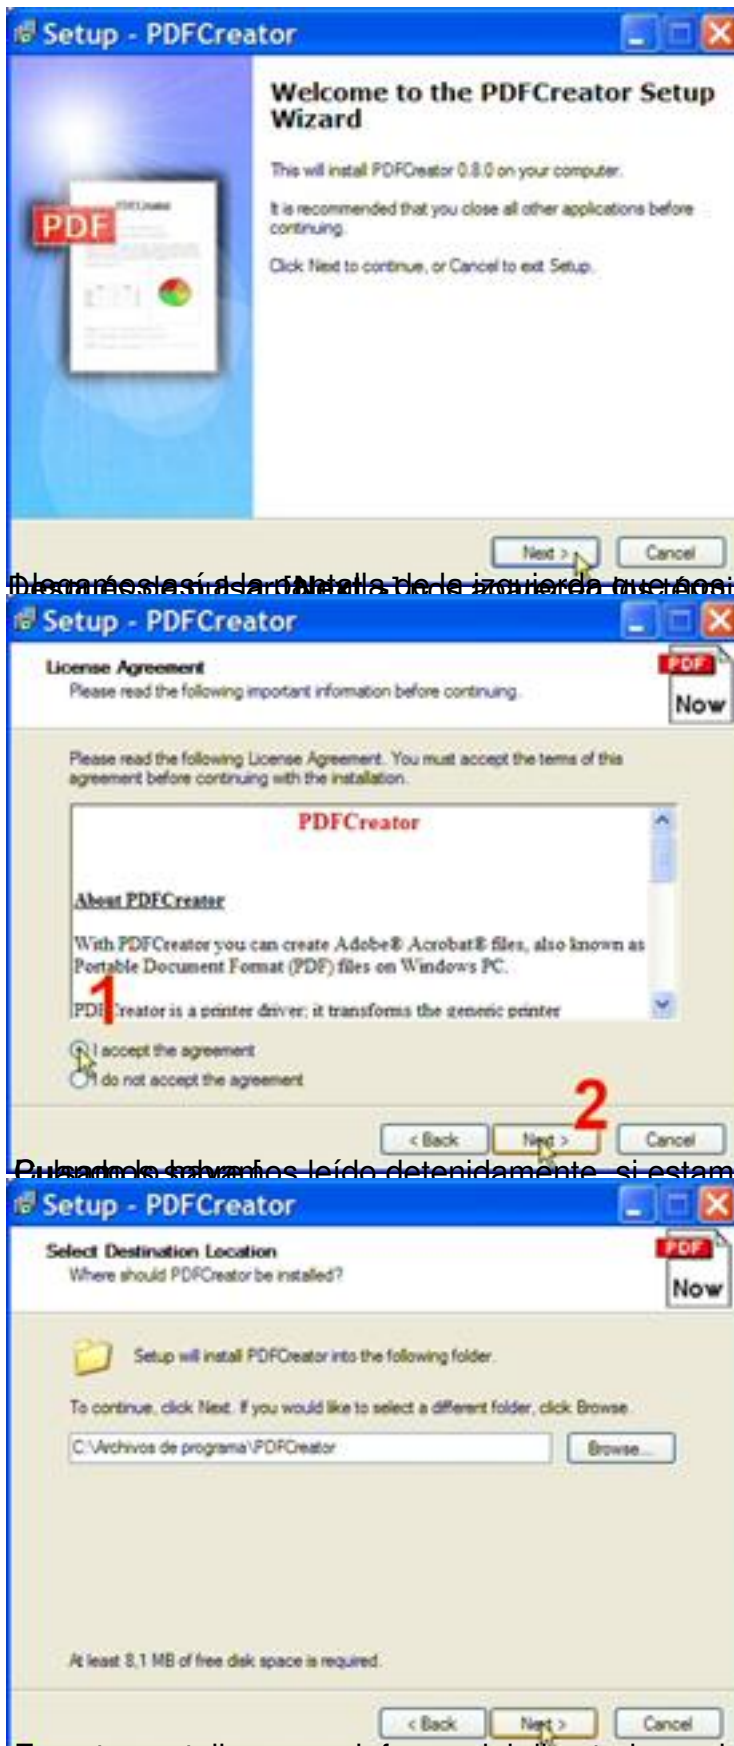 Setup - PDFCreator
Welcome to the PDFCreator Setup
Wizard
This will install PDFCreator 0.8.0 on your computer.
It is recommended that you close all other applications before
continuing.
Click Next to continue, or Cancel to exit Setup.
PDFCreator
PDF
Next >
Cancel
Setup - PDFCreator
License Agreement
Please read the following important information before continuing.
PDF
Now
Please read the following License Agreement. You must accept the terms of this
agreement before continuing with the installation.
PDFCreator
About PDFCreator
With PDFCreator you can create Adobe® Acrobat® files, also known as
Portable Document Format (PDF) files on Windows PC.
PDFCreator is a printer driver; it transforms the generic printer
1
I accept the agreement
I do not accept the agreement
2
< Back
Next >
Cancel
leído detenidamente, si
Setup - PDFCreator
Select Destination Location
Where should PDFCreator be installed?
PDF
Now
Setup will install PDFCreator into the following folder.
To continue, click Next. If you would like to select a different folder, click Browse.
C:\Archivos de programa\PDFCreator
Browse...
At least 8,1 MB of free disk space is required.
< Back
Next >
Cancel